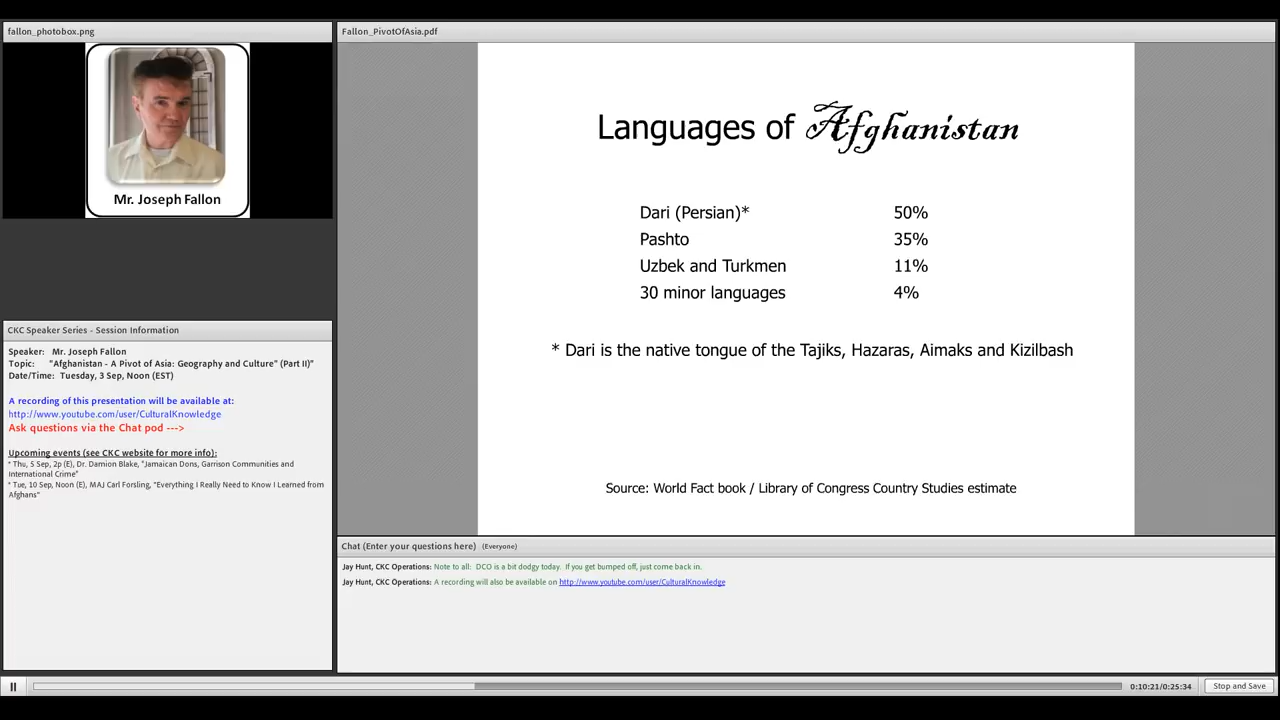 fallon_photobox.png
Mr. Joseph Fallon
CKC Speaker Series - Session Information
Speaker: Mr. Joseph Fallon
Topic: "Afghanistan - A Pivot of Asia: Geography and Culture" (Part II)"
Date/Time: Tuesday, 3 Sep, Noon (EST)
A recording of this presentation will be available at:
http://www.youtube.com/user/CulturalKnowledge
Ask questions via the Chat pod --->
Upcoming events (see CKC website for more info):
* Thu, 5 Sep, 2p (E), Dr. Damion Blake, "Jamaican Dons, Garrison Communities and
International Crime"
* Tue, 10 Sep, Noon (E), MAJ Carl Forsling, "Everything I Really Need to Know I Learned from
Afghans"
Fallon_PivotOfAsia.pdf
Languages of Afghanistan
Dari (Persian)* 50%
Pashto 35%
Uzbek and Turkmen 11%
30 minor languages 4%
* Dari is the native tongue of the Tajiks, Hazaras, Aimaks and Kizilbash
Source: World Fact book / Library of Congress Country Studies estimate
Chat (Enter your questions here) (Everyone)
Jay Hunt, CKC Operations: Note to all: DCO is a bit dodgy today. If you get bumped off, just come back in.
Jay Hunt, CKC Operations: A recording will also be available on http://www.youtube.com/user/CulturalKnowledge
0:10:21/0:25:34
Stop and Save